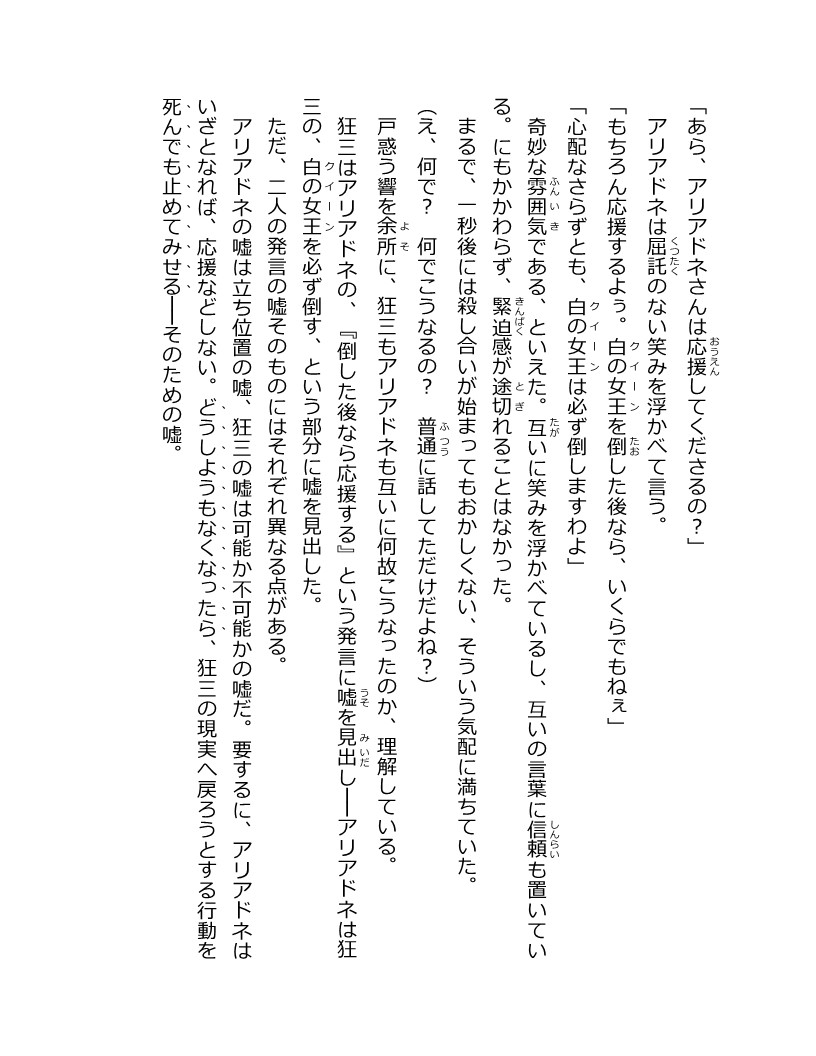 「あら、アリアドネさんは応援してくださるの？」
アリアドネは屈託のない笑みを浮かべて言う。
「もちろん応援するよぅ。白の女王を倒した後なら、いくらでもねぇ」
「心配なさらずとも、白の女王は必ず倒しますわよ」
奇妙な雰囲気である、といえた。互いに笑みを浮かべているし、互いの言葉に信頼も置いてい
る。にもかかわらず、緊迫感が途切れることはなかった。
まるで、一秒後には殺し合いが始まってもおかしくない、そういう気配に満ちていた。
（え、何で？　何でこうなるの？　普通に話してただけだよね？）
戸惑う響を余所に、狂三もアリアドネも互いに何故こうなったのか、理解している。
狂三はアリアドネの、『倒した後なら応援する』という発言に嘘を見出し──アリアドネは狂
三の、白の女王を必ず倒す、という部分に嘘を見出した。
ただ、二人の発言の嘘そのものにはそれぞれ異なる点がある。
アリアドネの嘘は立ち位置の嘘、狂三の嘘は可能か不可能かの嘘だ。要するに、アリアドネは
いざとなれば、応援などしない。どうしようもなくなったら、狂三の現実へ戻ろうとする行動を
死んでも止めてみせる──そのための嘘。